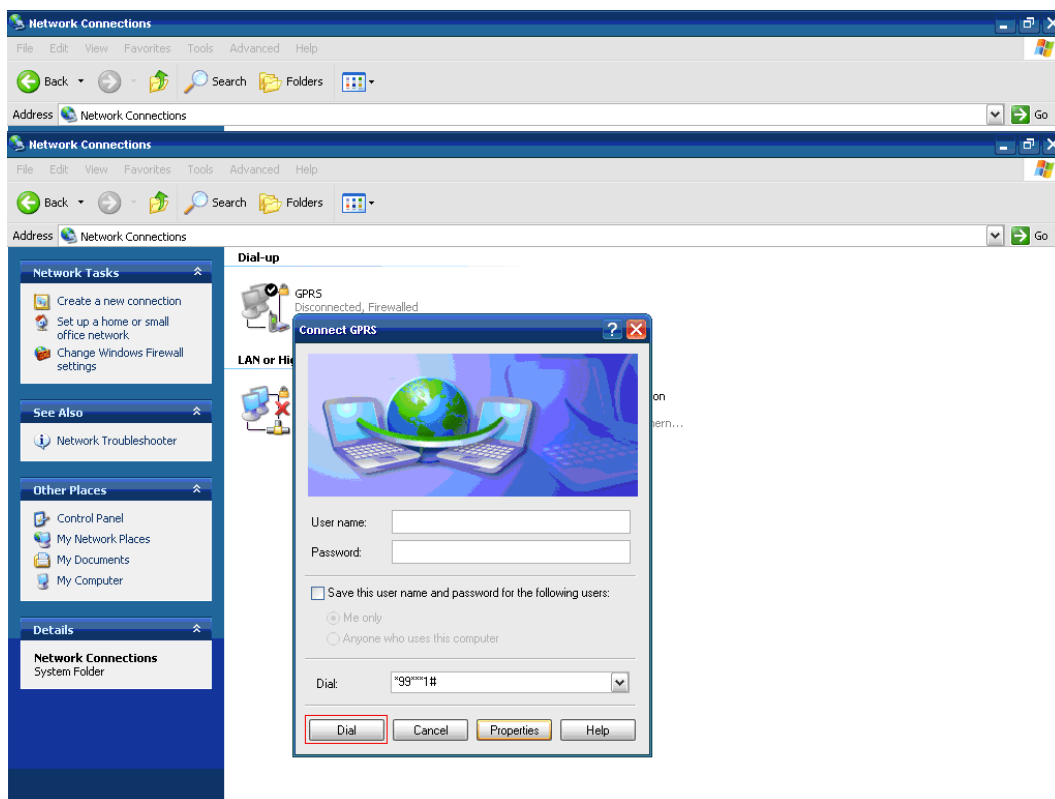 Network Connections
File Edit View Favorites Tools Advanced Help
Back Search Folders
Address Network Connections Go
Network Connections
File Edit View Favorites Tools Advanced Help
Back Search Folders
Address Network Connections Go
Network Tasks
Create a new connection
Set up a home or small
office network
Change Windows Firewall
settings
See Also
Network Troubleshooter
Other Places
Control Panel
My Network Places
My Documents
My Computer
Details
Network Connections
System Folder
Dial-up
GPRS
Disconnected, Firewalled
LAN or Hig
on
hern...
Connect GPRS
User name:
Password:
Save this user name and password for the following users:
Me only
Anyone who uses this computer
Dial: *99***1#
Dial Cancel Properties Help